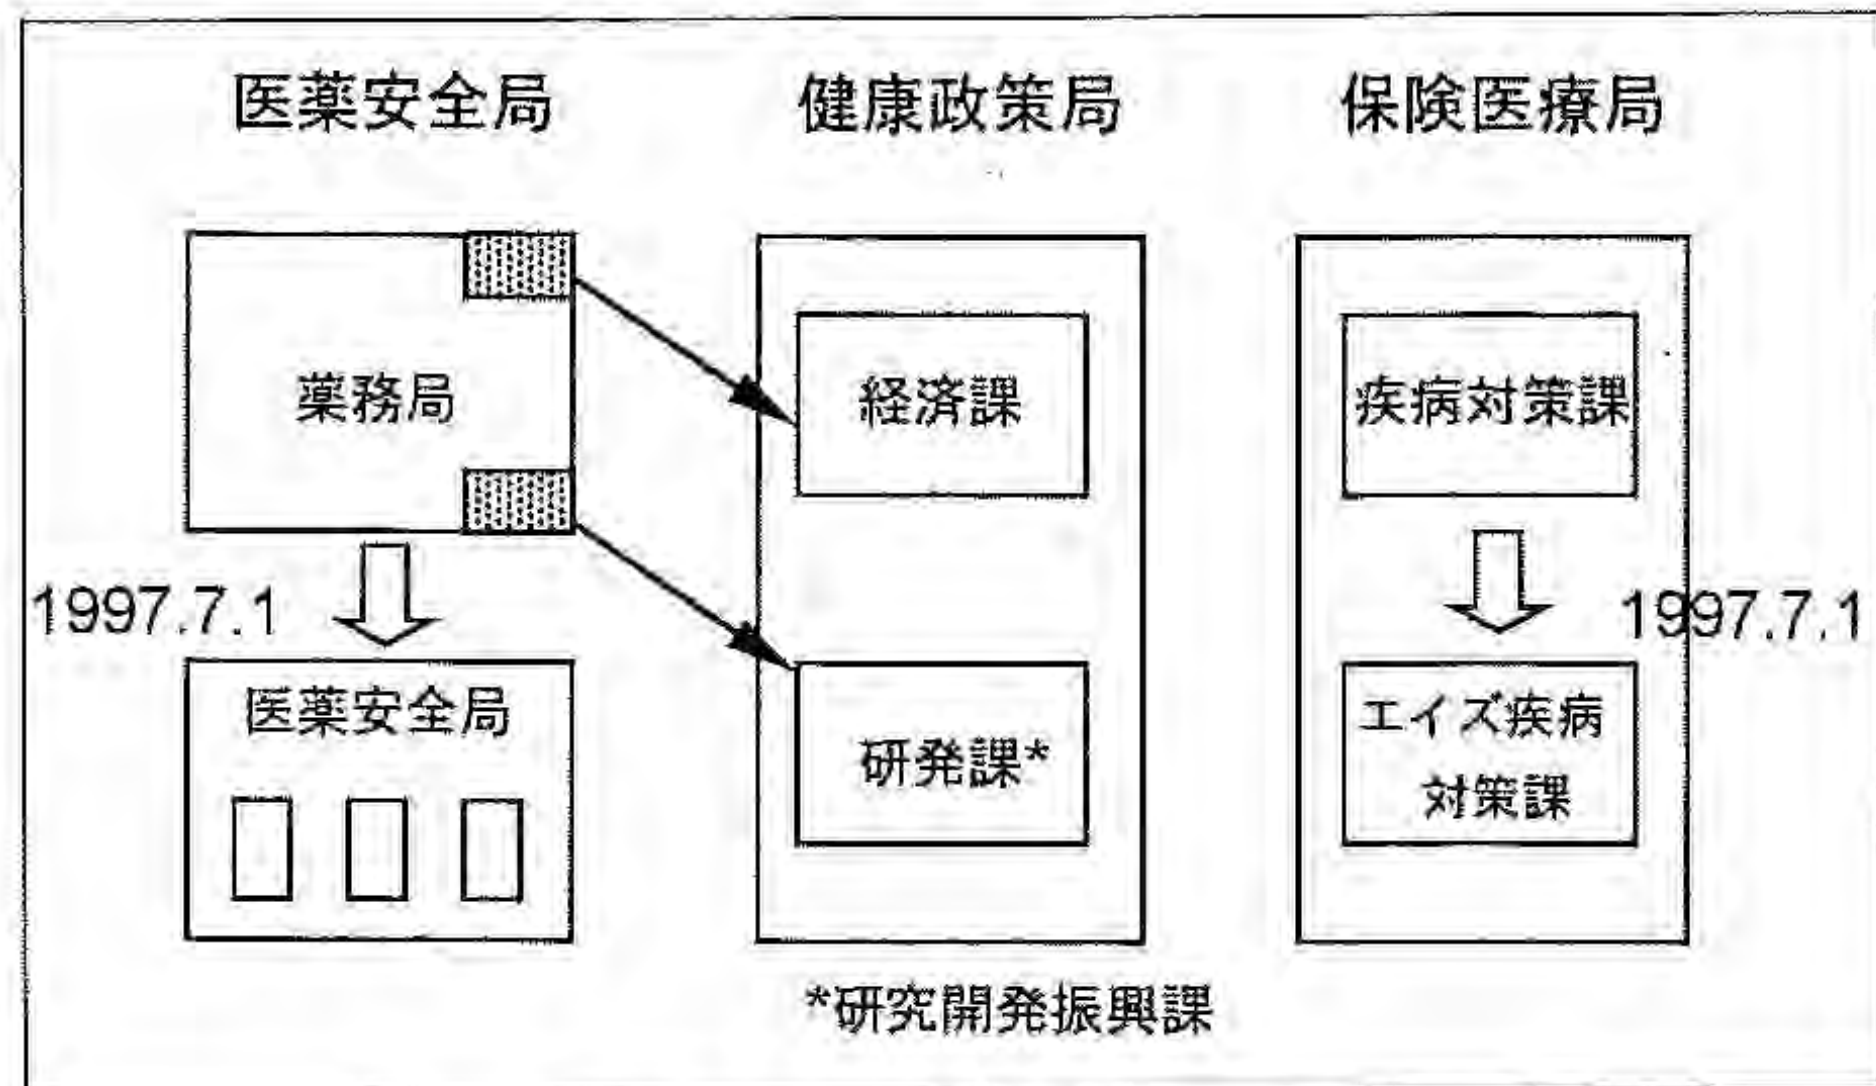 医薬安全局
健康政策局
保険医療局
薬務局
経済課
疾病対策課
1997.7.1
1997.7.1
医薬安全局
研発課*
エイズ疾病
対策課
*研究開発振興課